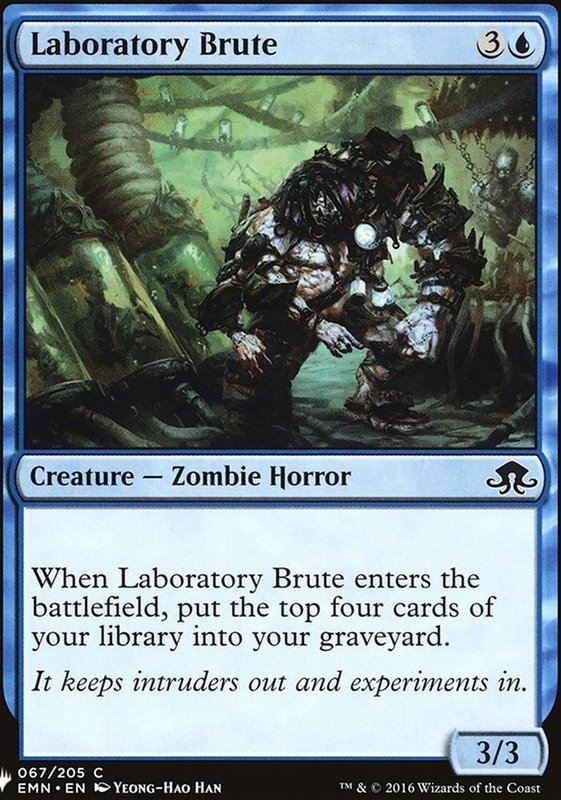 Laboratory Brute 3
Creature — Zombie Horror
When Laboratory Brute enters the
battlefield, put the top four cards of
your library into your graveyard.
It keeps intruders out and experiments in.
3/3
067/205 C
EMN • EN Yeong-Hao Han
™ & © 2016 Wizards of the Coast